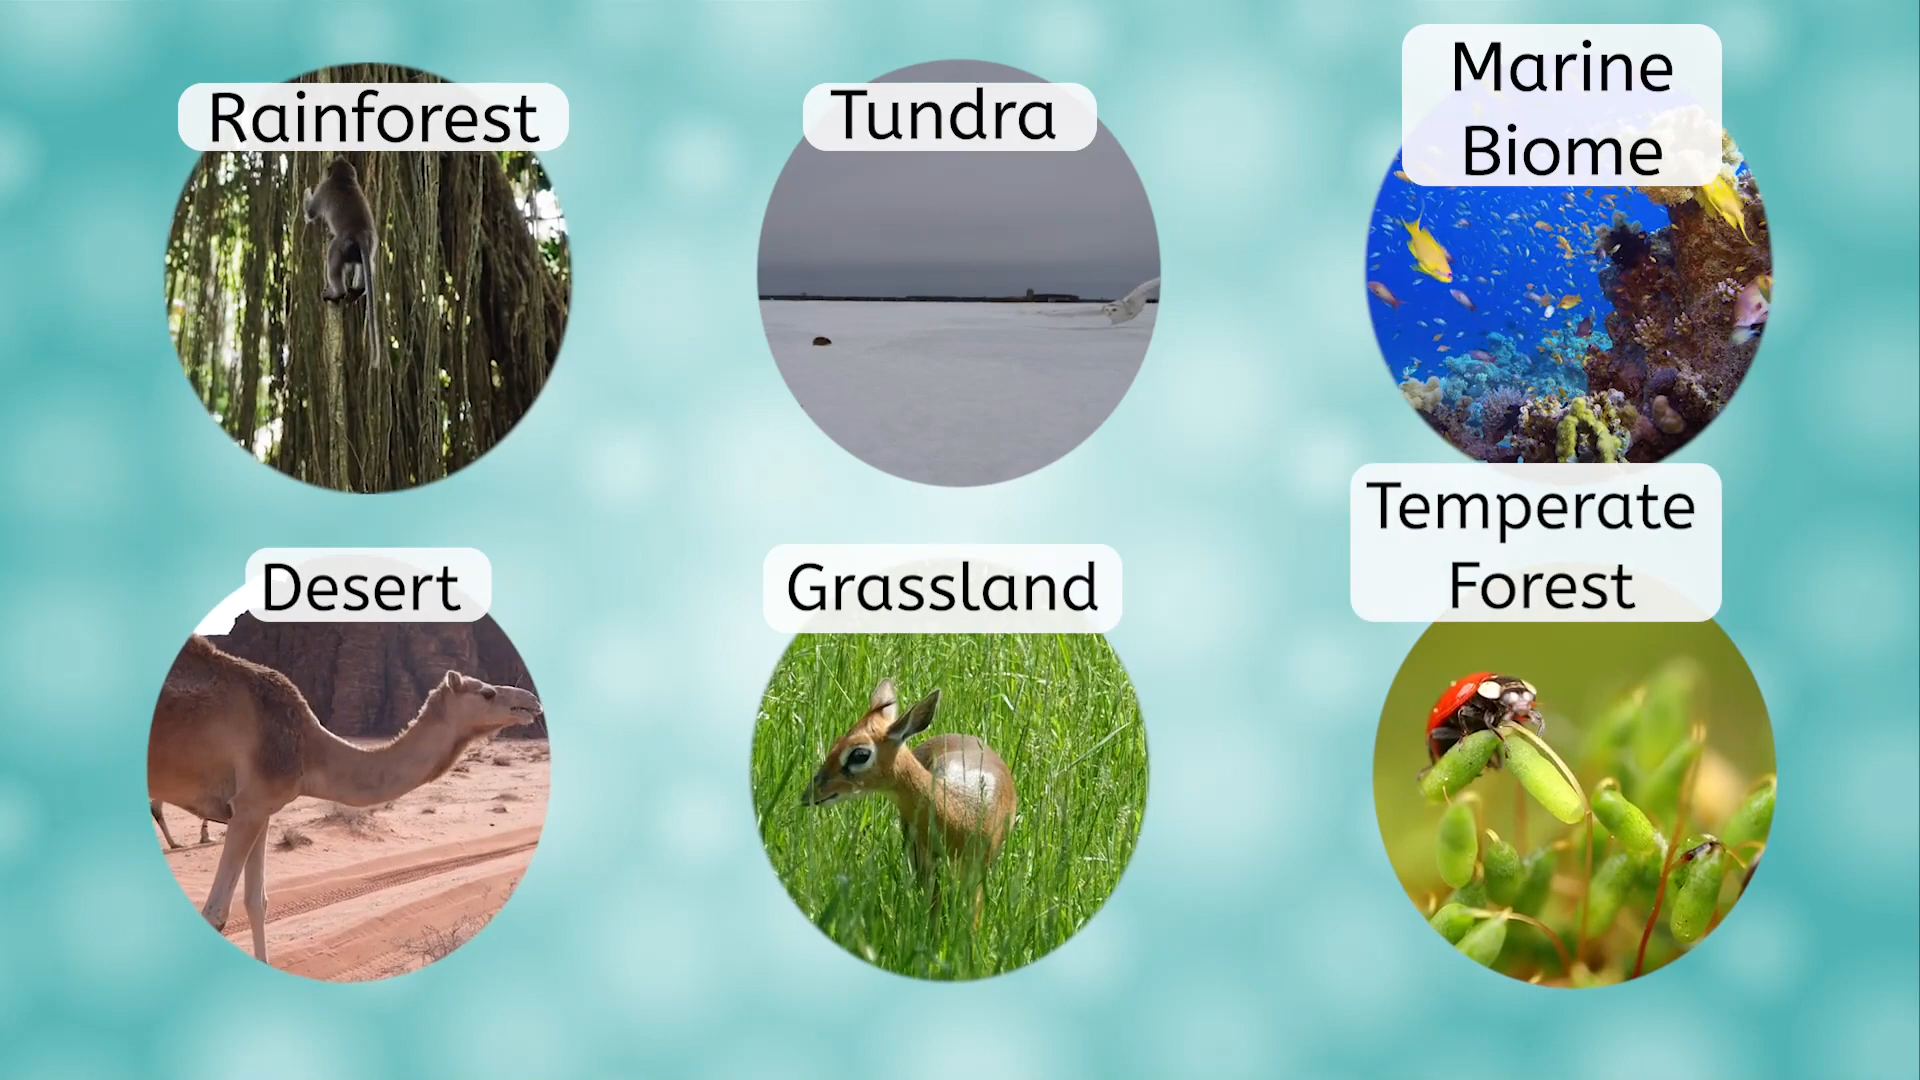 Rainforest
Tundra
Marine
Biome
Desert
Grassland
Temperate
Forest